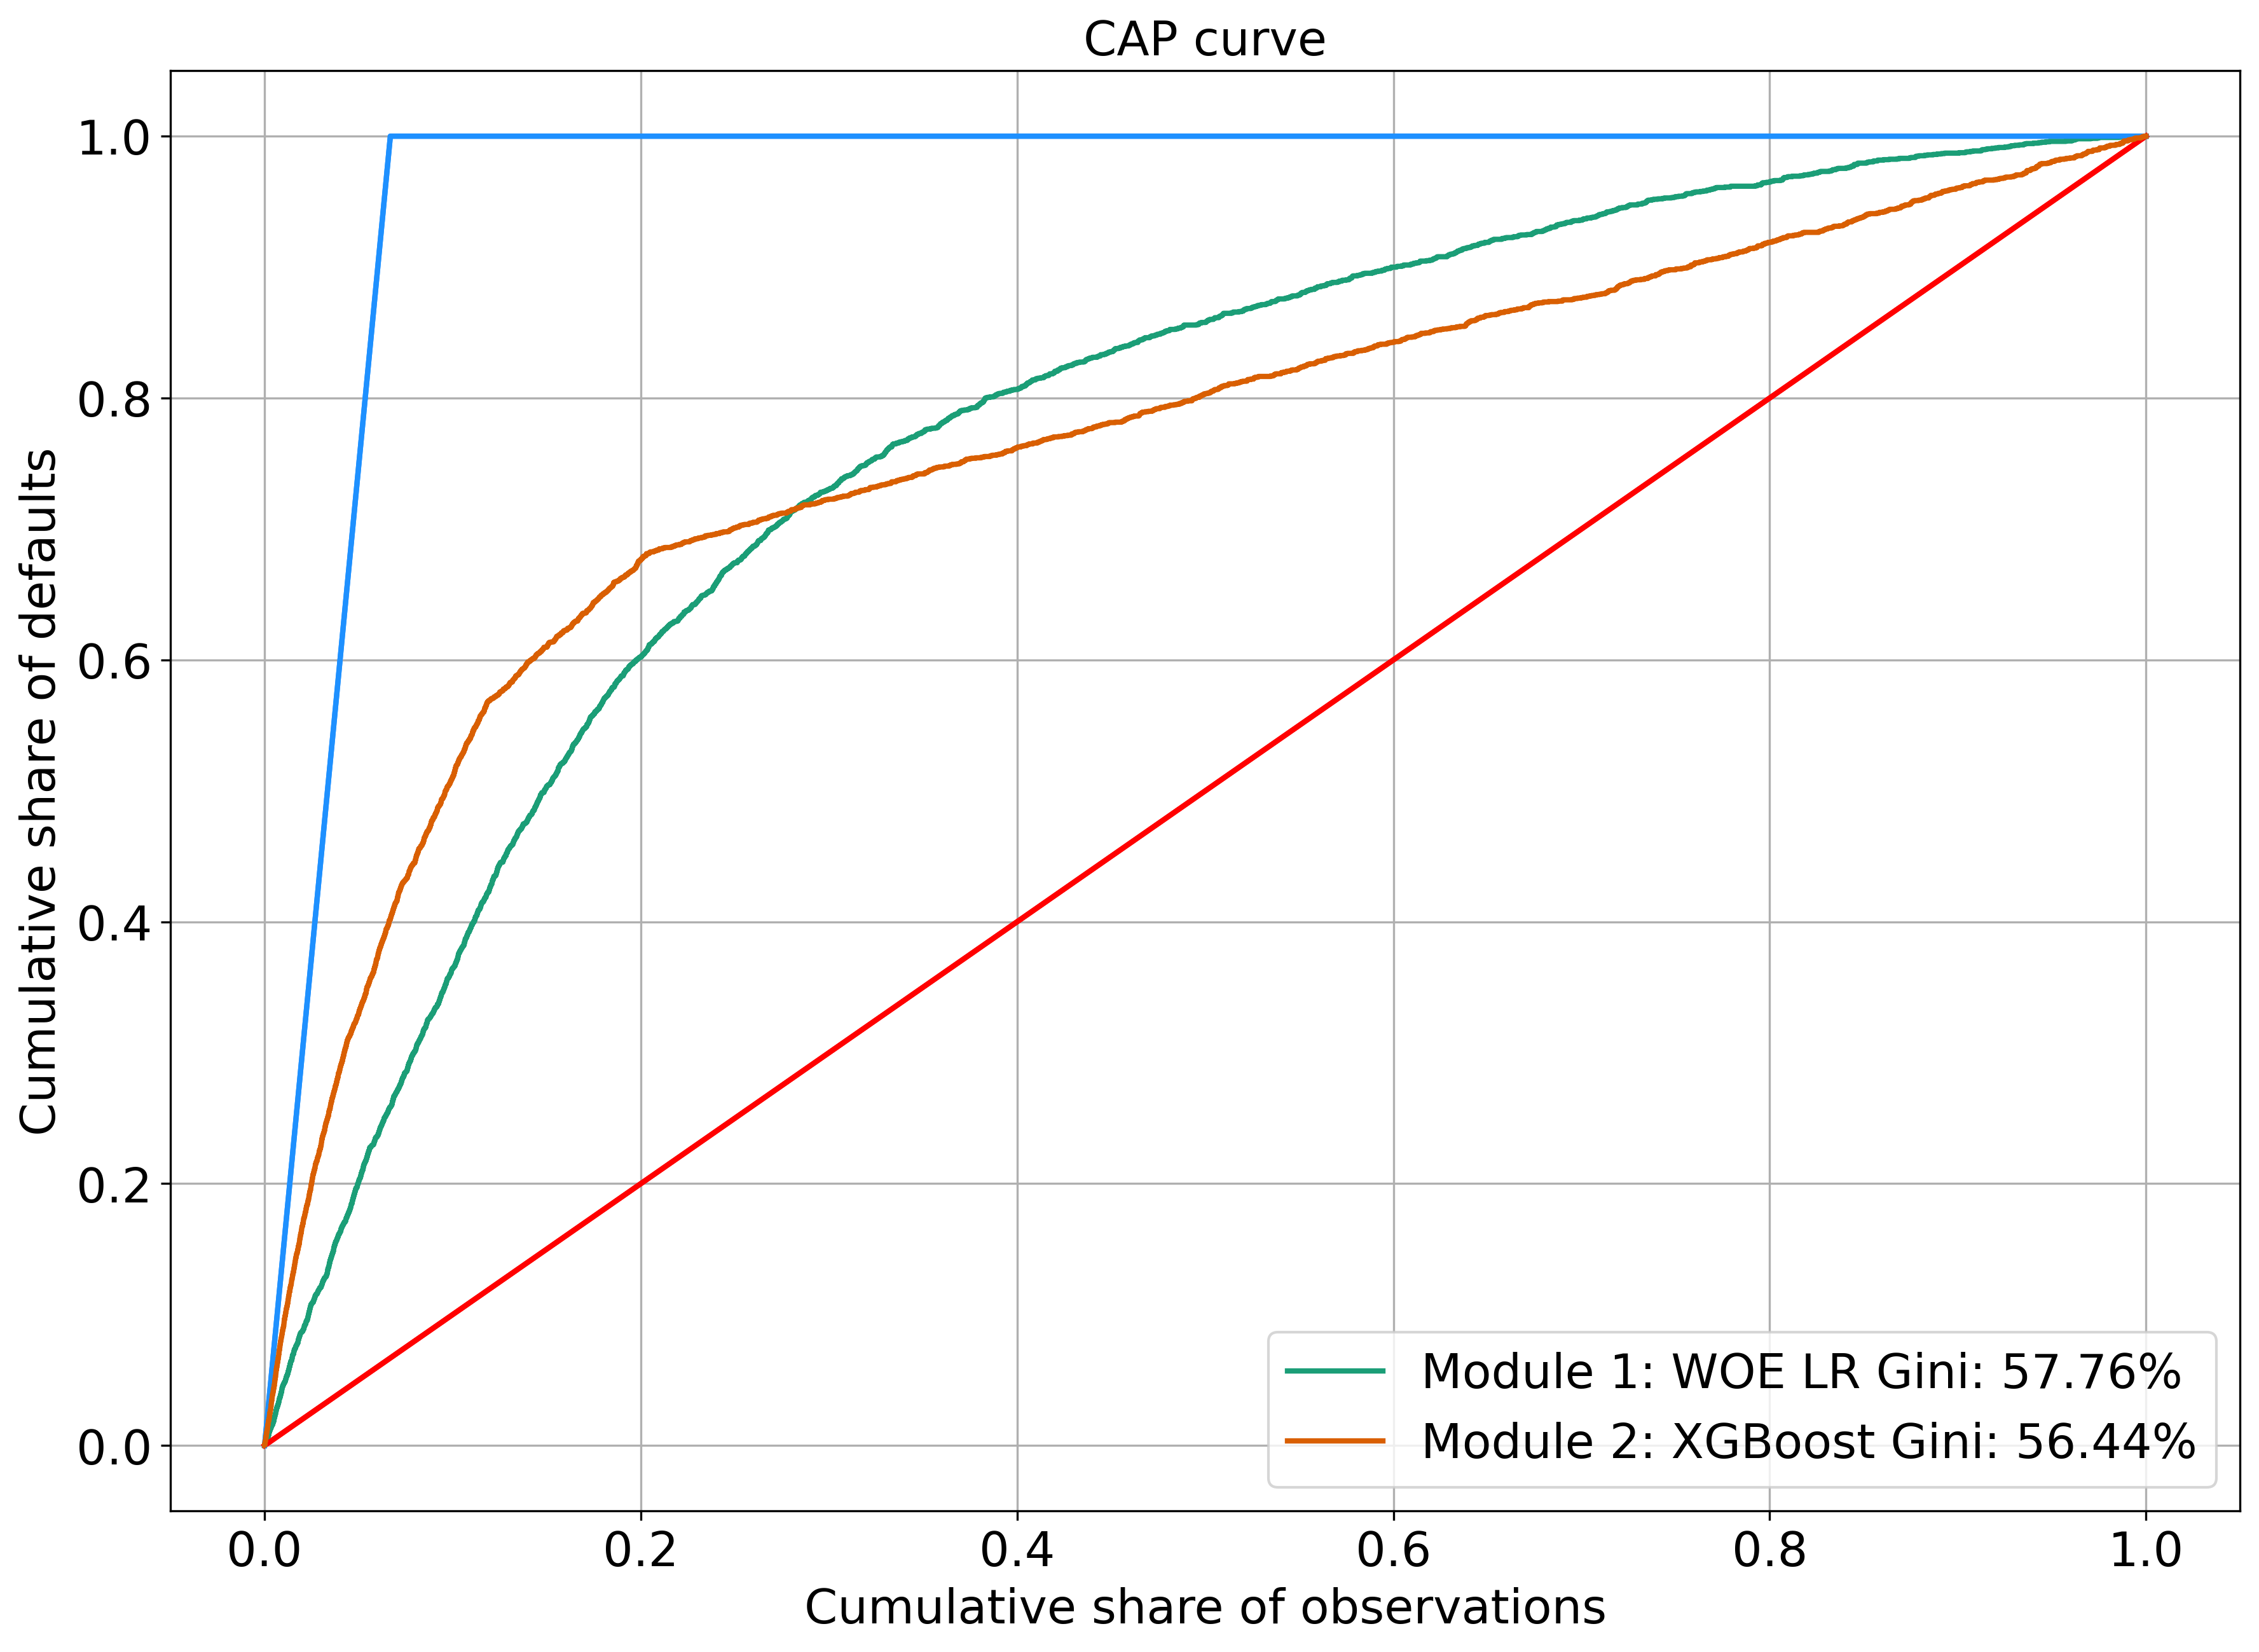 CAP curve
1.0
0.8
0.6
0.4
0.2
0.0
Cumulative share of defaults
Module 1: WOE LR Gini: 57.76%
Module 2: XGBoost Gini: 56.44%
0.0 0.2 0.4 0.6 0.8 1.0
Cumulative share of observations